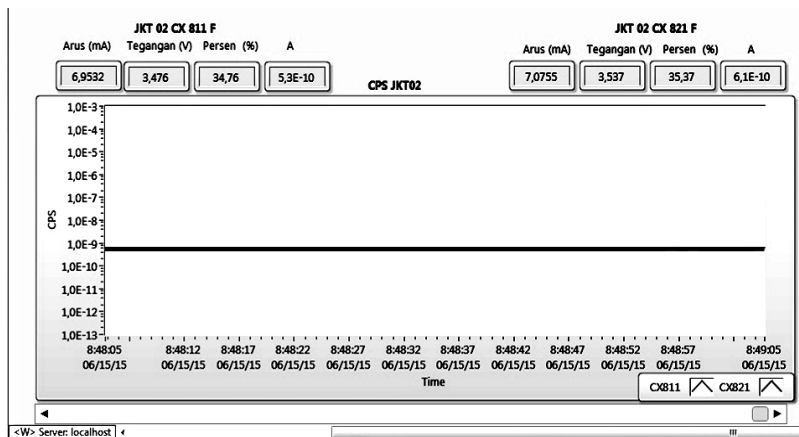 JKT 02 CX 811 F
JKT 02 CX 821 F
Arus (mA) Tegangan (V) Persen (%) A
Arus (mA) Tegangan (V) Persen (%) A
6,9532 3,476 34,76 5,3E-10
7,0755 3,537 35,37 6,1E-10
CPS JKT02
1,0E-3
1,0E-4
1,0E-5
1,0E-6
1,0E-7
1,0E-8
1,0E-9
1,0E-10
1,0E-11
1,0E-12
1,0E-13
CPS
8:48:05 8:48:12 8:48:17 8:48:22 8:48:27 8:48:32 8:48:37 8:48:42 8:48:47 8:48:52 8:48:57 8:49:05
06/15/15 06/15/15 06/15/15 06/15/15 06/15/15 06/15/15 06/15/15 06/15/15 06/15/15 06/15/15 06/15/15 06/15/15
Time
CX811 CX821
<W> Server: localhost